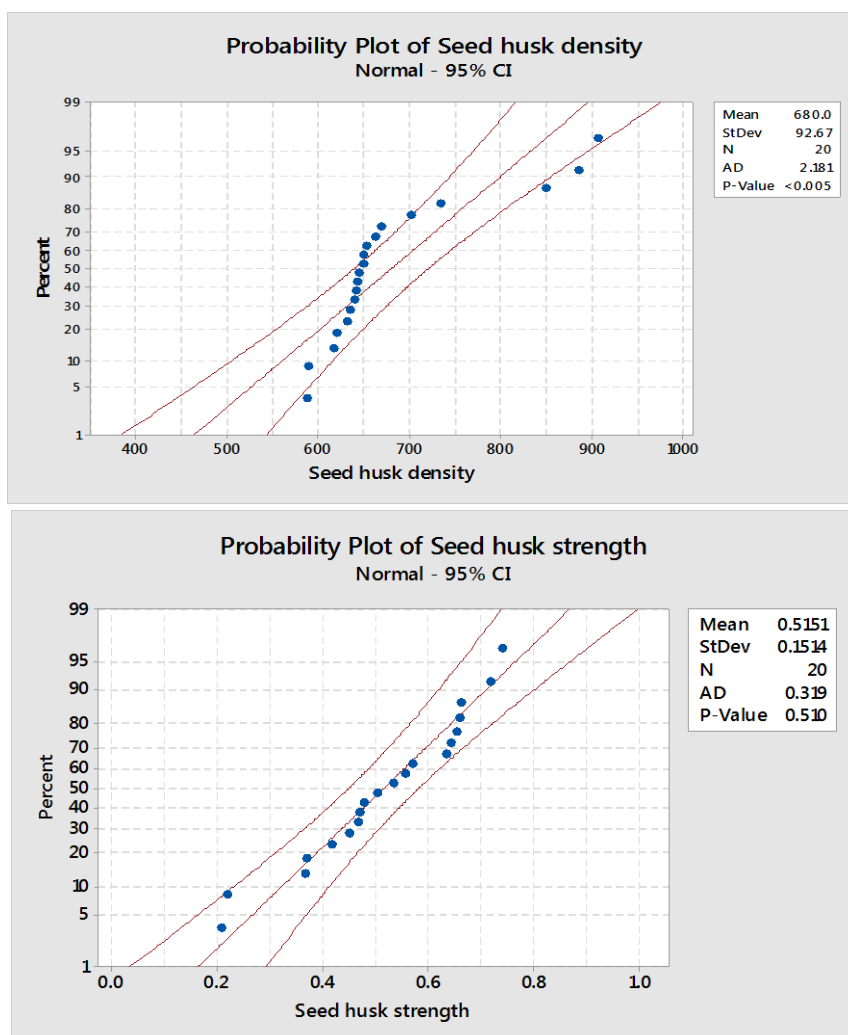 Probability Plot of Seed husk density
Normal - 95% CI
99
95
90
80
70
60
50
40
30
20
10
5
1
Percent
400
500
600
700
800
900
1000
Seed husk density
Mean 680.0
StDev 92.67
N 20
AD 2.181
P-Value <0.005
Probability Plot of Seed husk strength
Normal - 95% CI
99
95
90
80
70
60
50
40
30
20
10
5
1
Percent
0.0
0.2
0.4
0.6
0.8
1.0
Seed husk strength
Mean 0.5151
StDev 0.1514
N 20
AD 0.319
P-Value 0.510